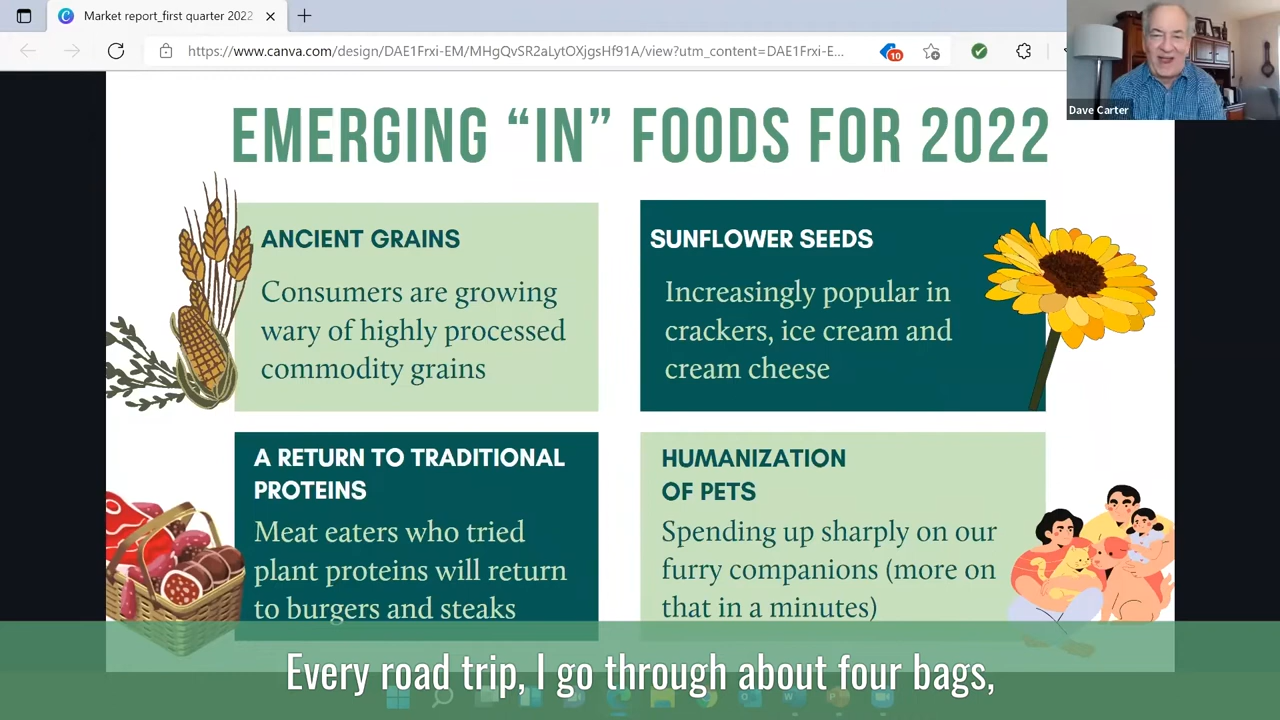 Market report_first quarter 2022
https://www.canva.com/design/DAE1Frxi-EM/MHgQvSR2aLytOXjgsHf91A/view?utm_content=DAE1Frxi-E...
10
Dave Carter
EMERGING “IN” FOODS FOR 2022
ANCIENT GRAINS
Consumers are growing
wary of highly processed
commodity grains
SUNFLOWER SEEDS
Increasingly popular in
crackers, ice cream and
cream cheese
A RETURN TO TRADITIONAL
PROTEINS
Meat eaters who tried
plant proteins will return
to burgers and steaks
HUMANIZATION
OF PETS
Spending up sharply on our
furry companions (more on
that in a minutes)
Every road trip, I go through about four bags,